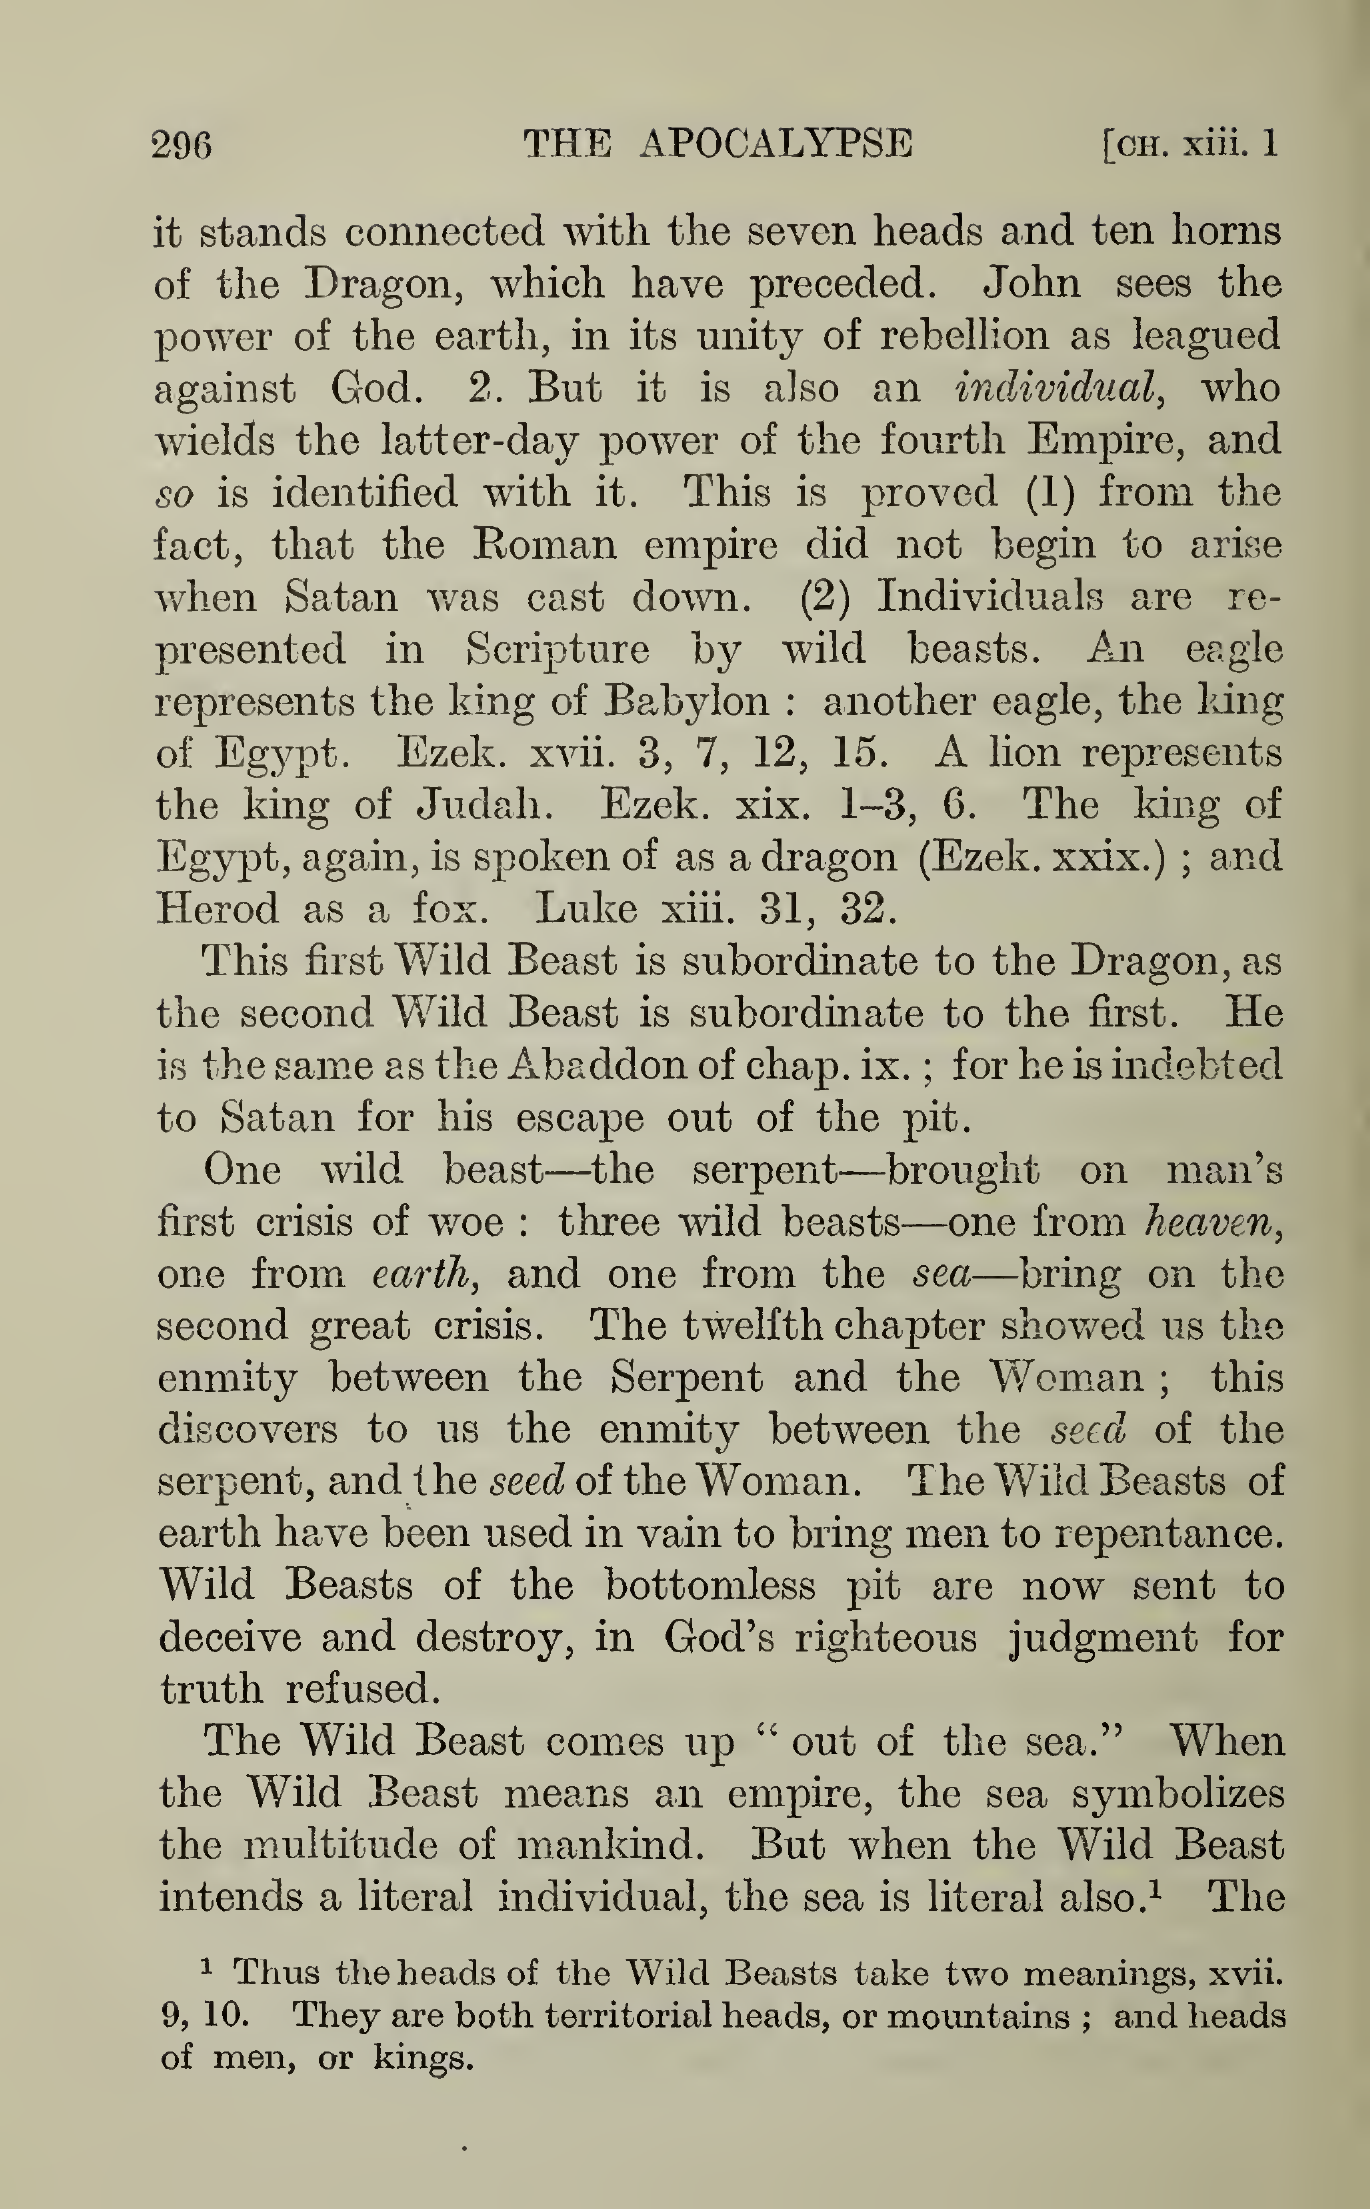 296 THE APOCALYPSE [CH. xiii. 1
it stands connected with the seven heads and ten horns
of the Dragon, which have preceded. John sees the
power of the earth, in its unity of rebellion as leagued
against God. 2. But it is also an individual, who
wields the latter-day power of the fourth Empire, and
so is identified with it. This is proved (1) from the
fact, that the Roman empire did not begin to arise
when Satan was cast down. (2) Individuals are re-
presented in Scripture by wild beasts. An eagle
represents the king of Babylon : another eagle, the king
of Egypt. Ezek. xvii. 3, 7, 12, 15. A lion represents
the king of Judah. Ezek. xix. 1–3, 6. The king of
Egypt, again, is spoken of as a dragon (Ezek. xxix.) ; and
Herod as a fox. Luke xiii. 31, 32.
This first Wild Beast is subordinate to the Dragon, as
the second Wild Beast is subordinate to the first. He
is the same as the Abaddon of chap. ix. ; for he is indebted
to Satan for his escape out of the pit.
One wild beast—the serpent—brought on man's
first crisis of woe : three wild beasts—one from heaven,
one from earth, and one from the sea—bring on the
second great crisis. The twelfth chapter showed us the
enmity between the Serpent and the Woman ; this
discovers to us the enmity between the seed of the
serpent, and the seed of the Woman. The Wild Beasts of
earth have been used in vain to bring men to repentance.
Wild Beasts of the bottomless pit are now sent to
deceive and destroy, in God's righteous judgment for
truth refused.
The Wild Beast comes up " out of the sea." When
the Wild Beast means an empire, the sea symbolizes
the multitude of mankind. But when the Wild Beast
intends a literal individual, the sea is literal also.¹ The
¹ Thus the heads of the Wild Beasts take two meanings, xvii.
9, 10. They are both territorial heads, or mountains ; and heads
of men, or kings.